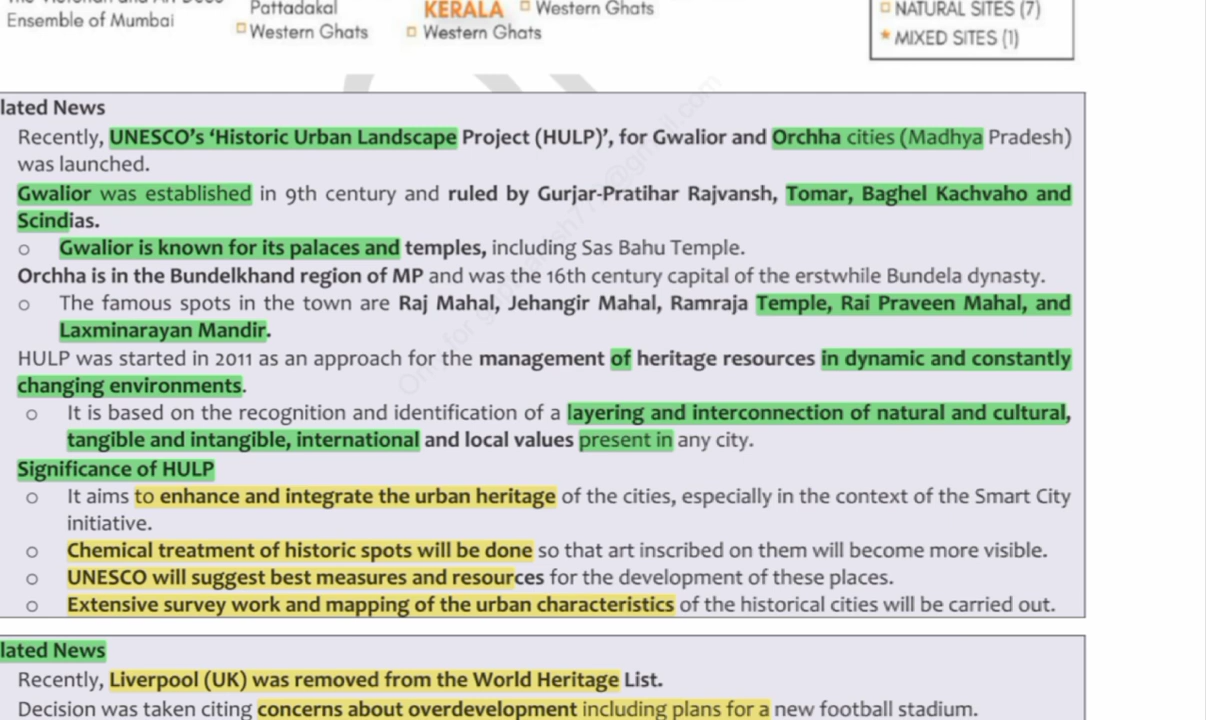 Ensemble of Mumbai
Pattadakal
Western Ghats
KERALA
Western Ghats
Western Ghats
NATURAL SITES (7)
MIXED SITES (1)
lated News
Recently, UNESCO's 'Historic Urban Landscape Project (HULP)', for Gwalior and Orchha cities (Madhya Pradesh)
was launched.
Gwalior was established in 9th century and ruled by Gurjar-Pratihar Rajvansh, Tomar, Baghel Kachvaho and
Scindias.
o Gwalior is known for its palaces and temples, including Sas Bahu Temple.
Orchha is in the Bundelkhand region of MP and was the 16th century capital of the erstwhile Bundela dynasty.
o The famous spots in the town are Raj Mahal, Jehangir Mahal, Ramraja Temple, Rai Praveen Mahal, and
Laxminarayan Mandir.
HULP was started in 2011 as an approach for the management of heritage resources in dynamic and constantly
changing environments.
o It is based on the recognition and identification of a layering and interconnection of natural and cultural,
tangible and intangible, international and local values present in any city.
Significance of HULP
o It aims to enhance and integrate the urban heritage of the cities, especially in the context of the Smart City
initiative.
o Chemical treatment of historic spots will be done so that art inscribed on them will become more visible.
o UNESCO will suggest best measures and resources for the development of these places.
o Extensive survey work and mapping of the urban characteristics of the historical cities will be carried out.
lated News
Recently, Liverpool (UK) was removed from the World Heritage List.
Decision was taken citing concerns about overdevelopment including plans for a new football stadium.